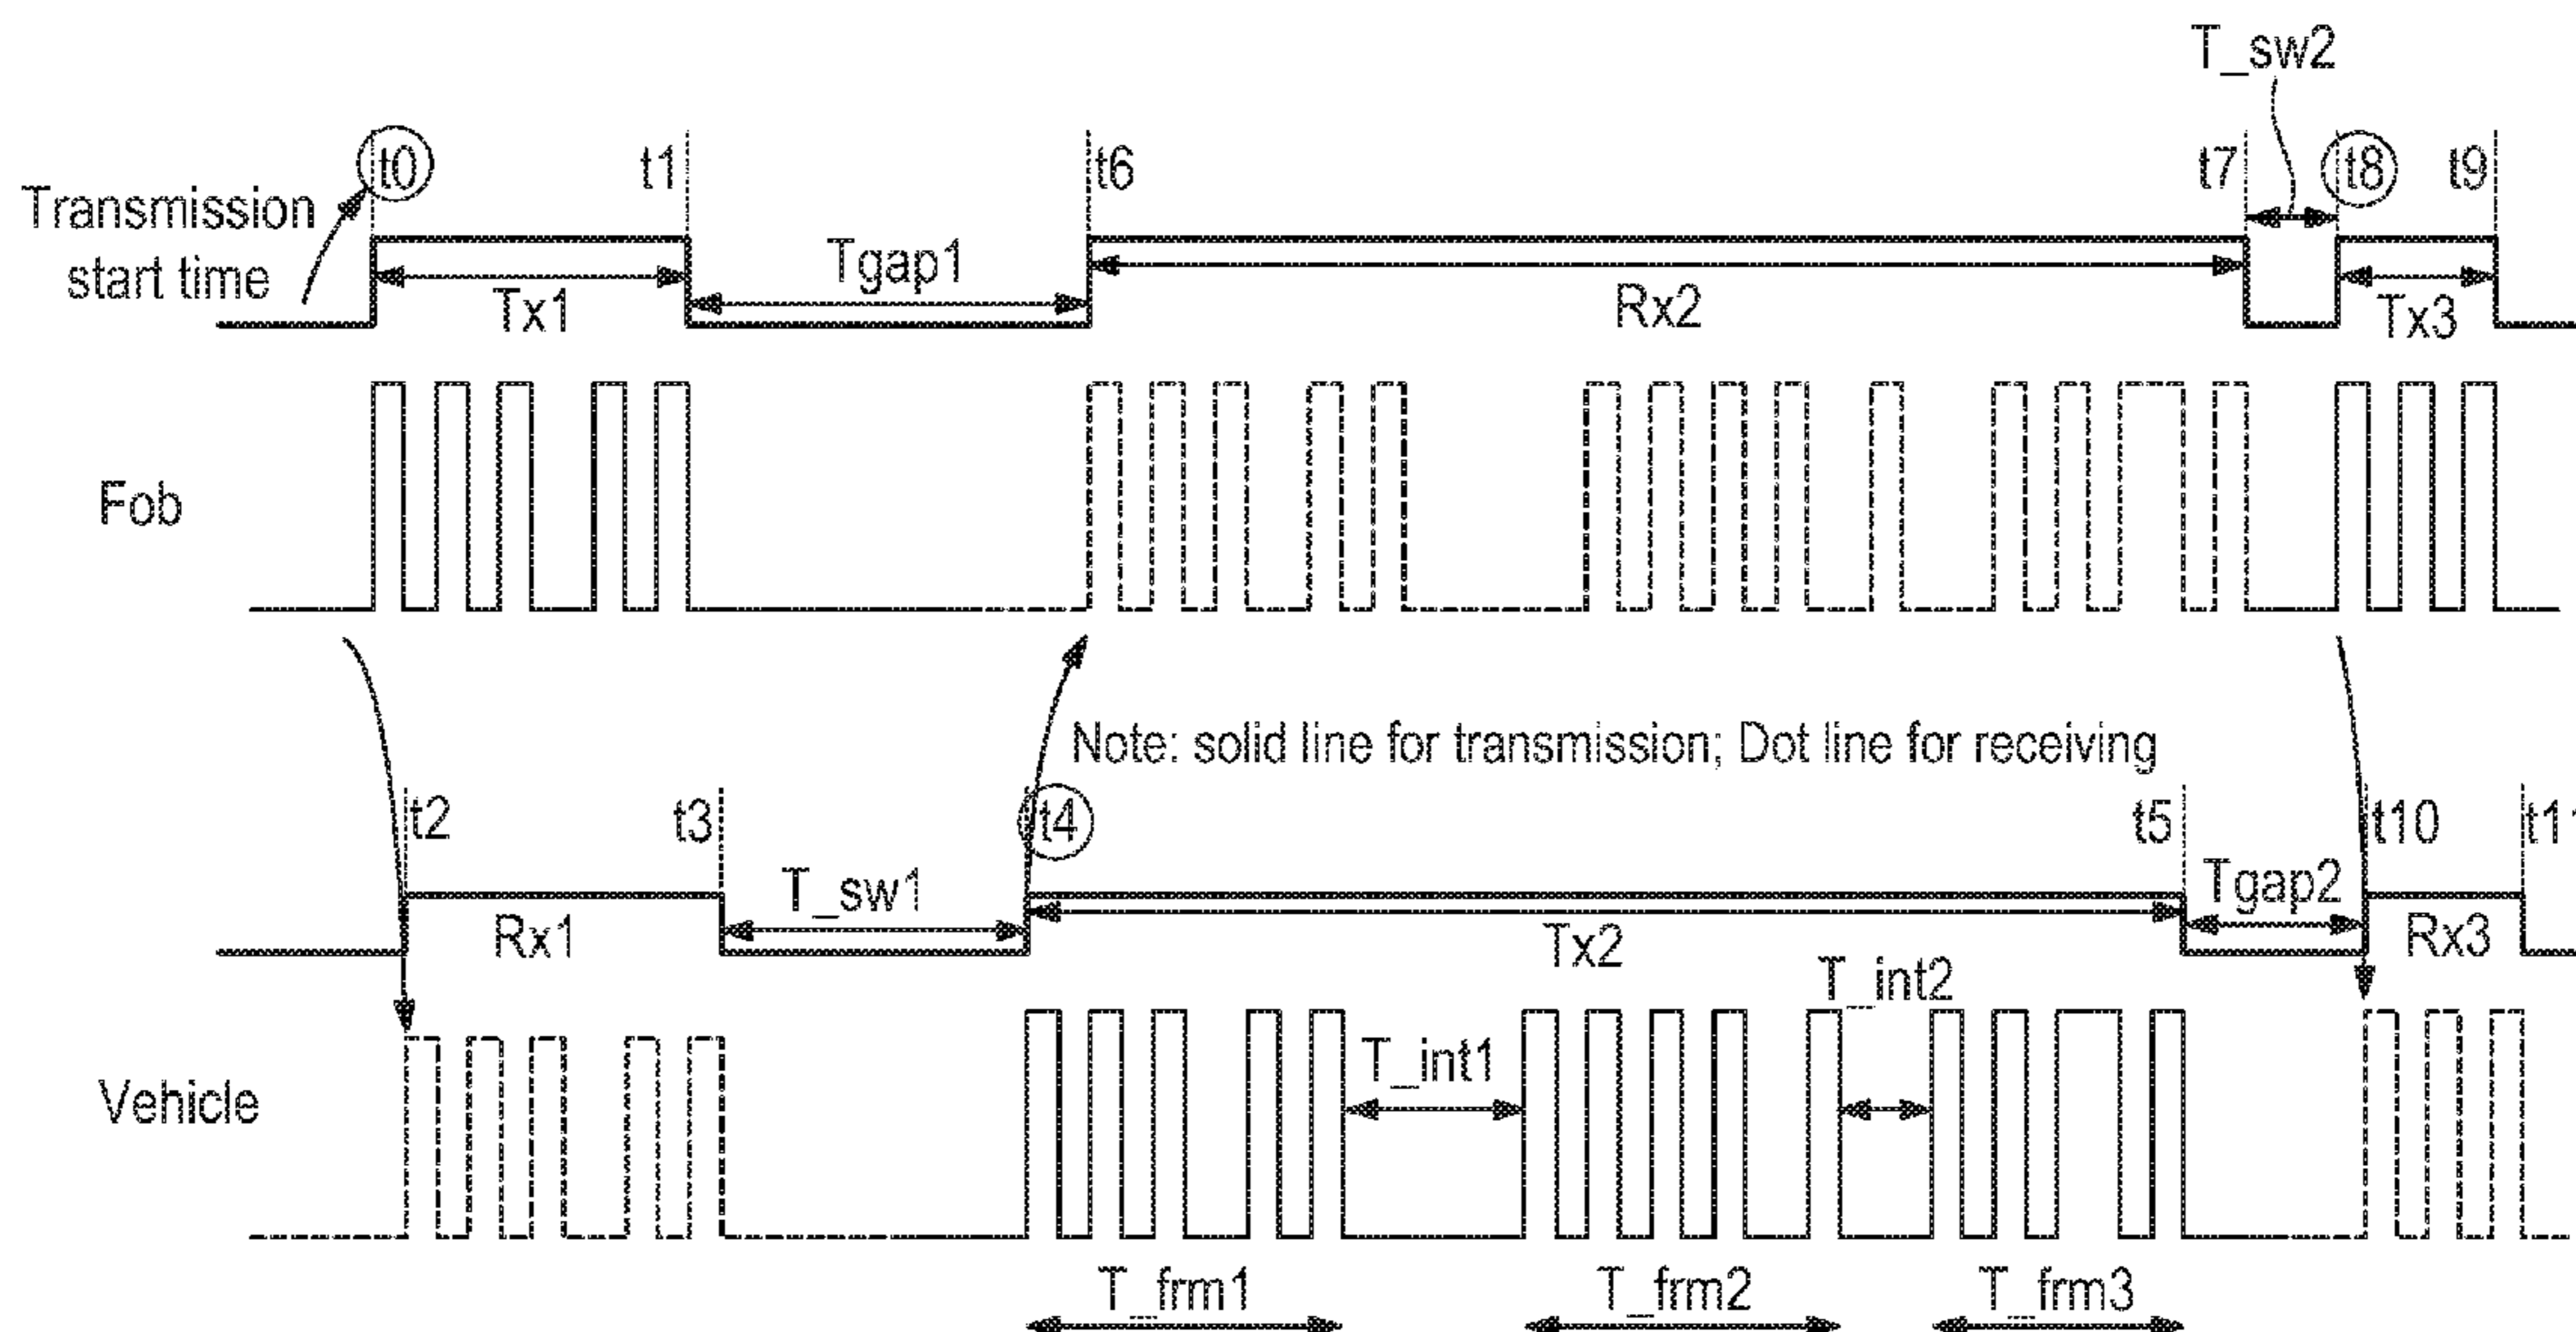 T_sw2
t0
t1
t6
t7
t8
t9
Transmission
start time
Tx1
Tgap1
Rx2
Tx3
Fob
Note: solid line for transmission; Dot line for receiving
t2
t3
t4
t5
t10
t11
Rx1
T_sw1
Tx2
Tgap2
Rx3
T_int2
T_int1
Vehicle
T_frm1
T_frm2
T_frm3